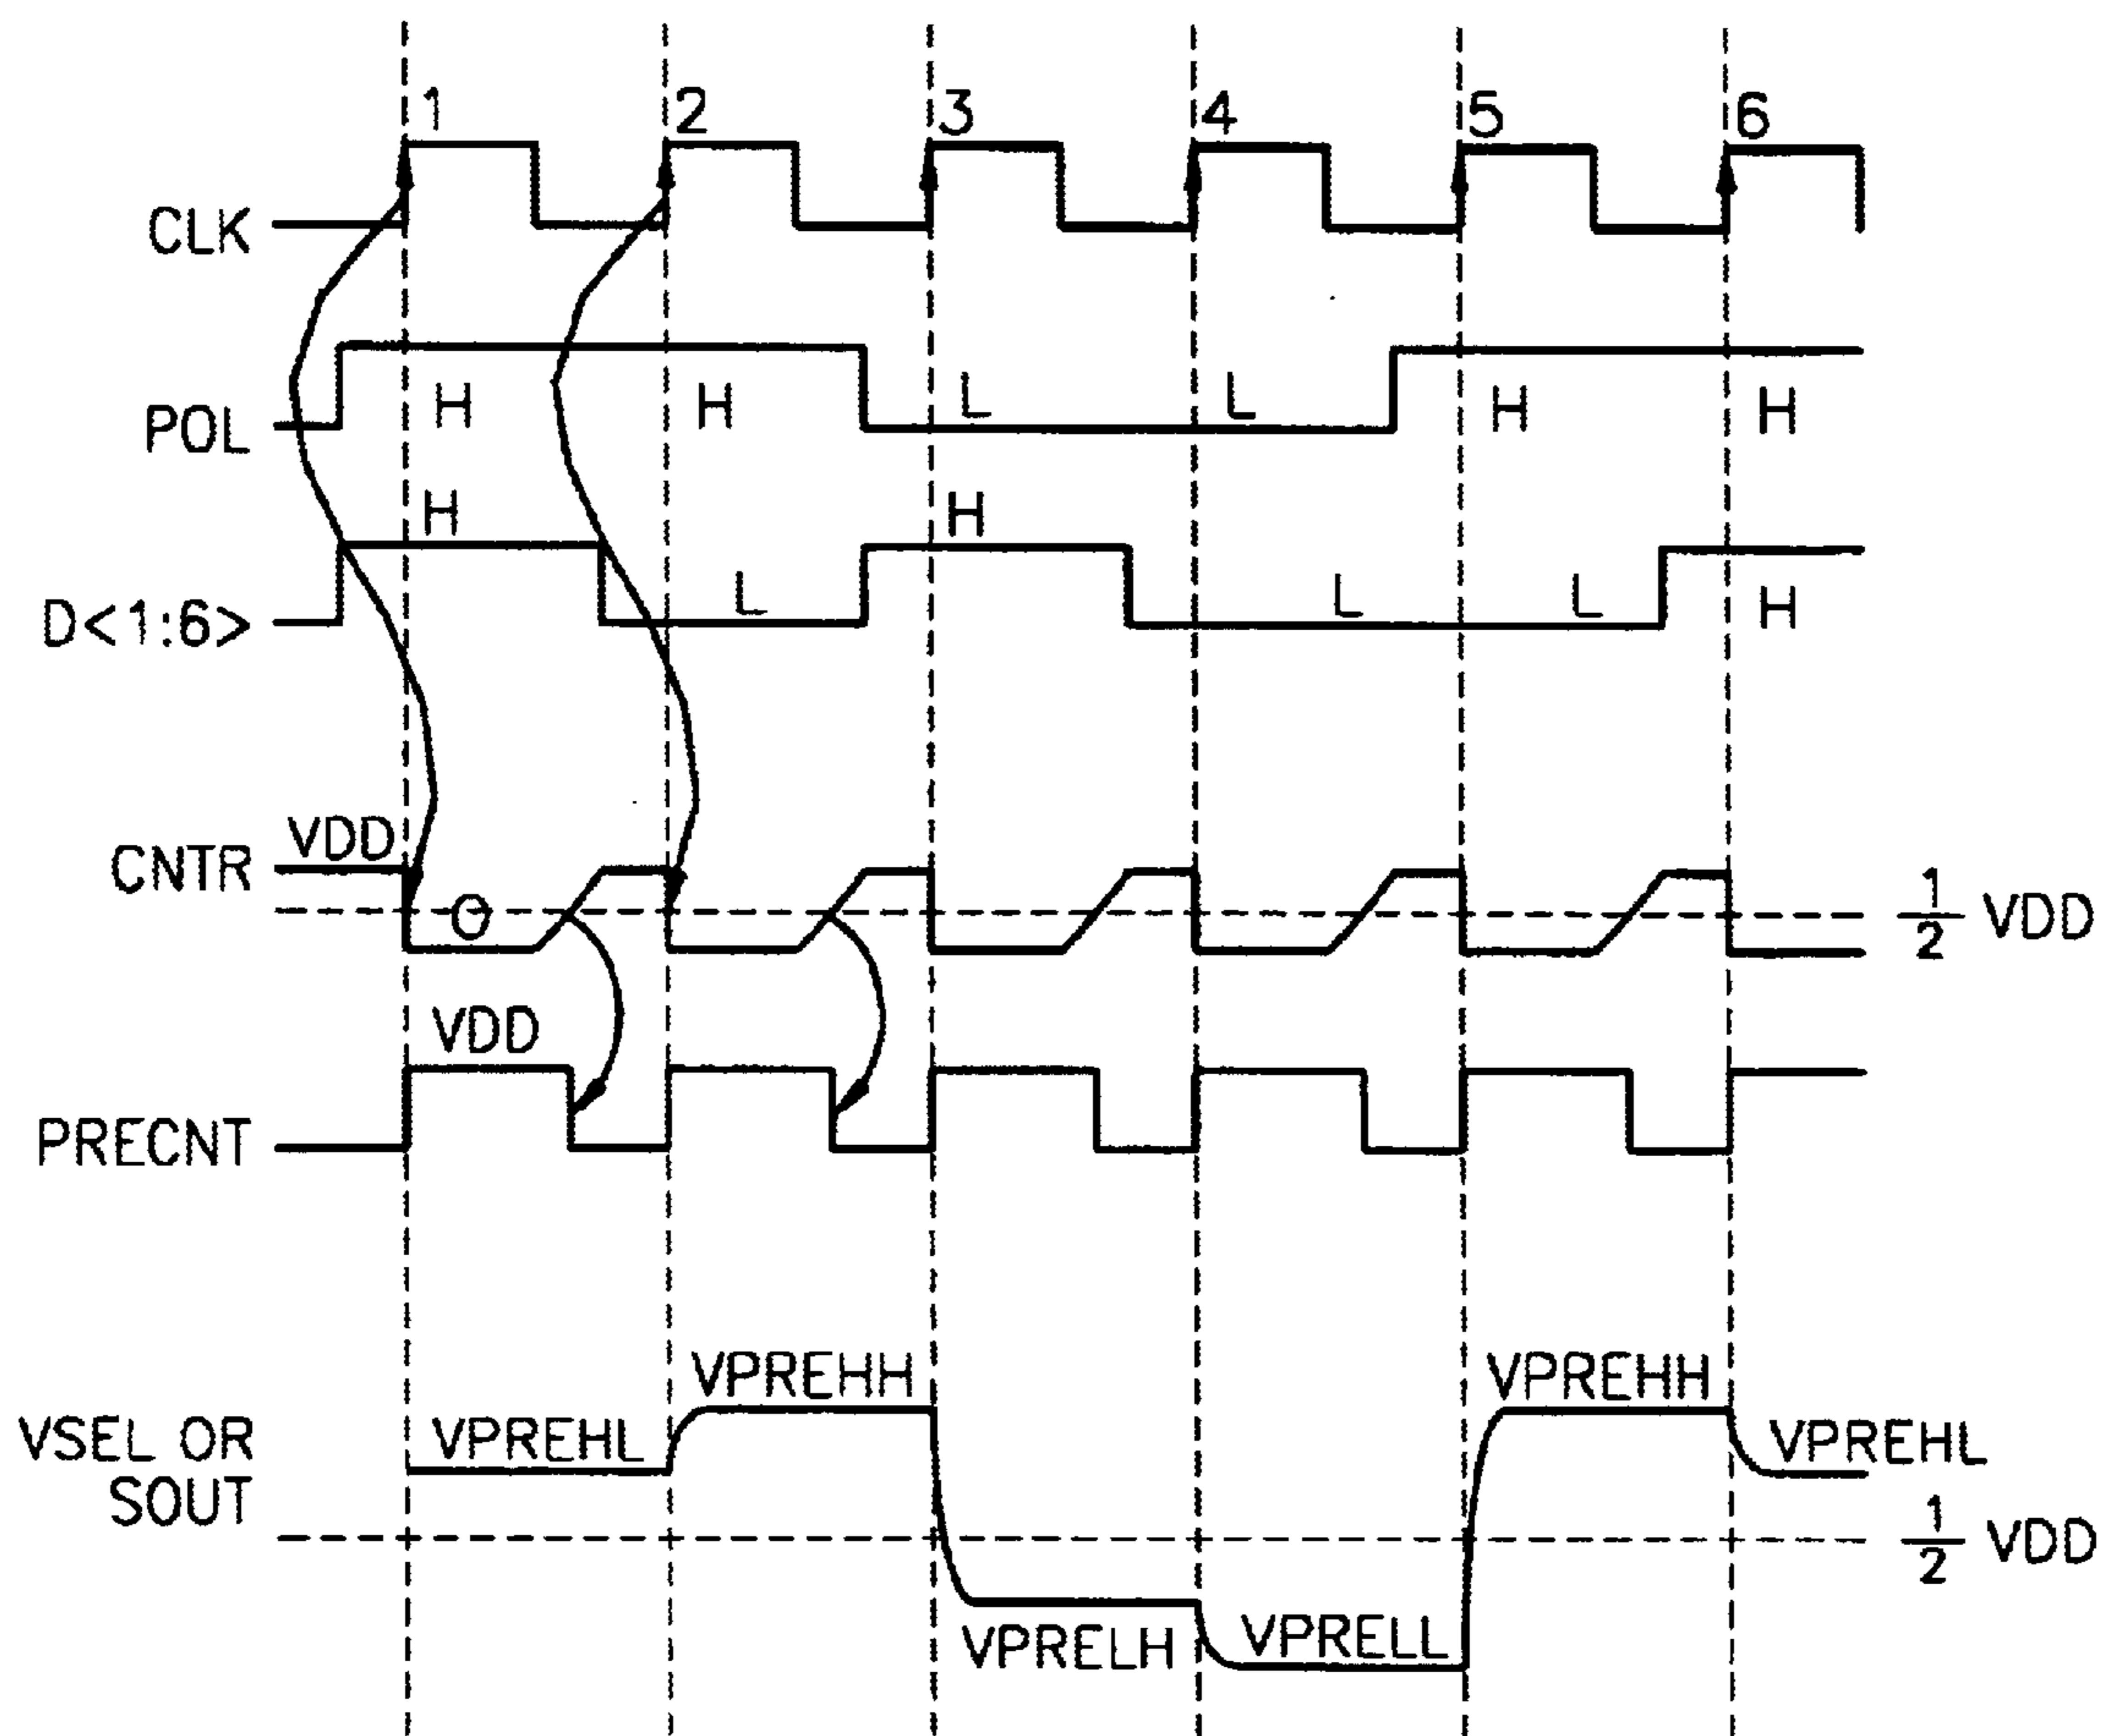 1 2 3 4 5 6
CLK
POL H H L L H H
H H
D<1:6> L L L H
VDD
CNTR
0 1/2 VDD
VDD
PRECNT
VPREHH VPREHH
VSEL OR VPREHL VPREHL
SOUT
1/2 VDD
VPRELH VPRELL